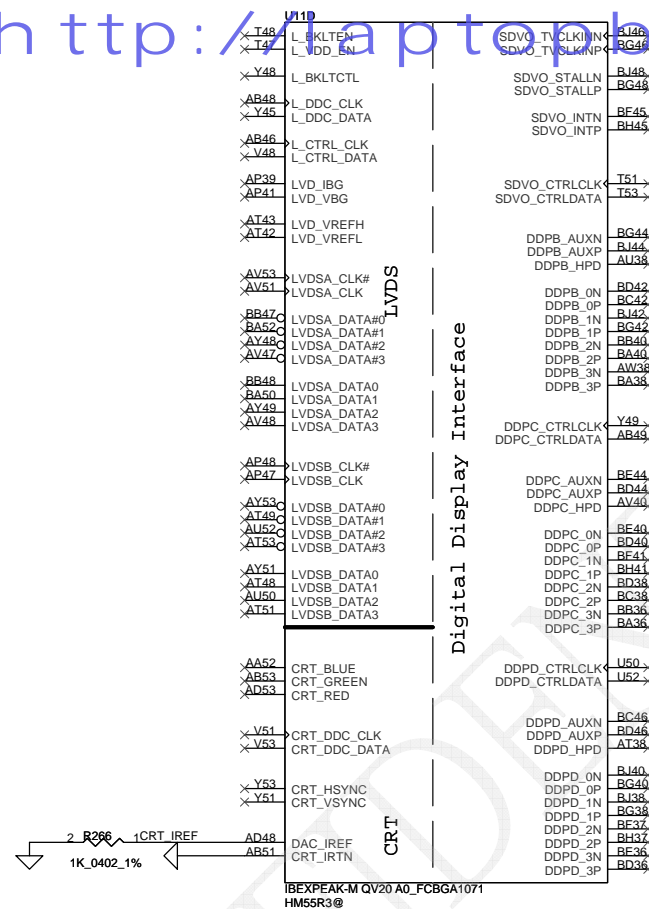 http://laptopb
U11D
T48 L_BKLTEN SDVO_TVCLKINN BJ46
T47 L_VDD_EN SDVO_TVCLKINP BG46
Y48 L_BKLTCTL SDVO_STALLN BJ48
SDVO_STALLP BG48
AB48 L_DDC_CLK
Y45 L_DDC_DATA SDVO_INTN BF45
SDVO_INTP BH45
AB46 L_CTRL_CLK
V48 L_CTRL_DATA
AP39 LVD_IBG SDVO_CTRLCLK T51
AP41 LVD_VBG SDVO_CTRLDATA T53
AT43 LVD_VREFH
AT42 LVD_VREFL DDPB_AUXN BG44
DDPB_AUXP BJ44
DDPB_HPD AU38
AV53 LVDSA_CLK#
AV51 LVDSA_CLK DDPB_0N BD42
DDPB_0P BC42
BB47 LVDSA_DATA#0 DDPB_1N BJ42
BA52 LVDSA_DATA#1 DDPB_1P BG42
AY48 LVDSA_DATA#2 DDPB_2N BB40
AV47 LVDSA_DATA#3 DDPB_2P BA40
DDPB_3N AW38
BB48 LVDSA_DATA0 DDPB_3P BA38
BA50 LVDSA_DATA1
AY49 LVDSA_DATA2
AV48 LVDSA_DATA3 DDPC_CTRLCLK Y49
DDPC_CTRLDATA AB49
LVDS
Digital Display Interface
AP48 LVDSB_CLK#
AP47 LVDSB_CLK DDPC_AUXN BE44
DDPC_AUXP BD44
DDPC_HPD AV40
AY53 LVDSB_DATA#0
AT49 LVDSB_DATA#1
AU52 LVDSB_DATA#2 DDPC_0N BE40
AT53 LVDSB_DATA#3 DDPC_0P BD40
DDPC_1N BF41
AY51 LVDSB_DATA0 DDPC_1P BH41
AT48 LVDSB_DATA1 DDPC_2N BD38
AU50 LVDSB_DATA2 DDPC_2P BC38
AT51 LVDSB_DATA3 DDPC_3N BB36
DDPC_3P BA36
AA52 CRT_BLUE DDPD_CTRLCLK U50
AB53 CRT_GREEN DDPD_CTRLDATA U52
AD53 CRT_RED
DDPD_AUXN BC46
V51 CRT_DDC_CLK DDPD_AUXP BD46
V53 CRT_DDC_DATA DDPD_HPD AT38
DDPD_0N BJ40
Y53 CRT_HSYNC DDPD_0P BG40
Y51 CRT_VSYNC DDPD_1N BJ38
DDPD_1P BG38
DDPD_2N BF37
2 R266 1 CRT_IREF AD48 DAC_IREF DDPD_2P BH37
AB51 CRT_IRTN DDPD_3N BE36
DDPD_3P BD36
1K_0402_1%
CRT
IBEXPEAK-M QV20 A0_FCBGA1071
HM55R3@
IDEN